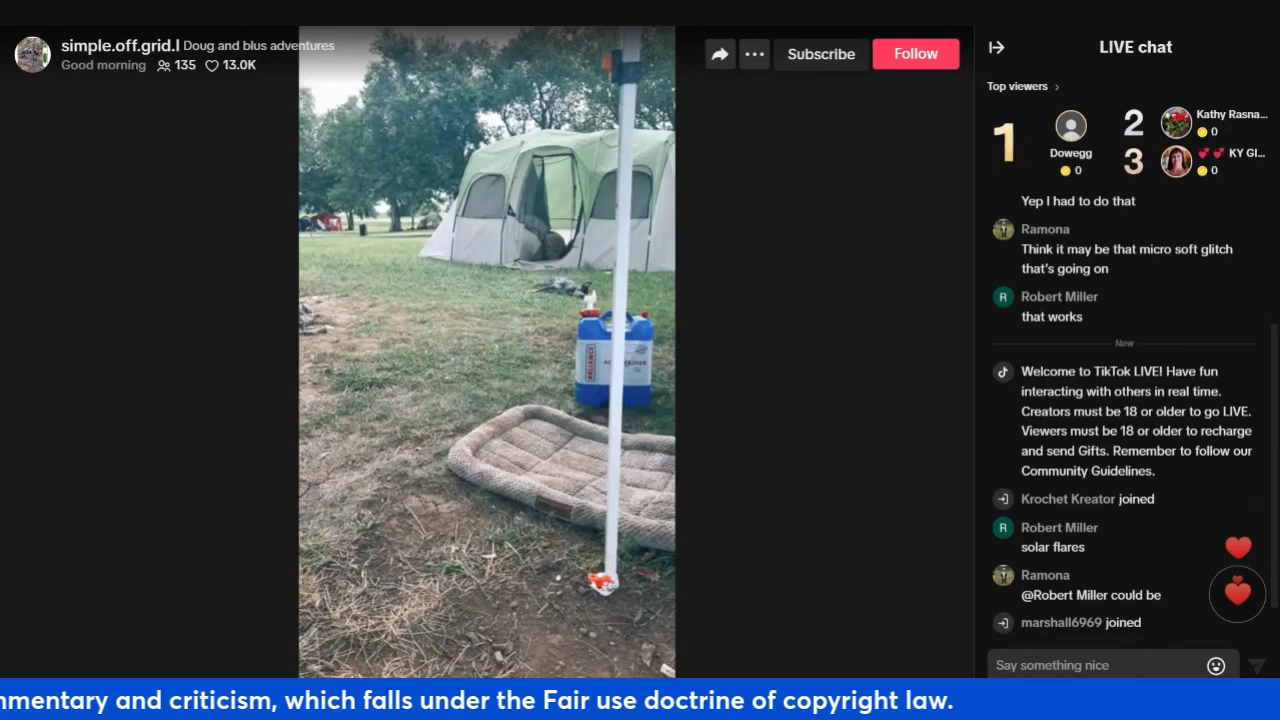 simple.off.grid.l Doug and blus adventures
Good morning 135 13.0K
Subscribe
Follow
RELIANCE
LIVE chat
Top viewers
1
Dowegg
0
2
Kathy Rasna...
0
3
KY Gl...
0
Yep I had to do that
Ramona
Think it may be that micro soft glitch
that's going on
R
Robert Miller
that works
New
Welcome to TikTok LIVE! Have fun
interacting with others in real time.
Creators must be 18 or older to go LIVE.
Viewers must be 18 or older to recharge
and send Gifts. Remember to follow our
Community Guidelines.
Krochet Kreator joined
R
Robert Miller
solar flares
Ramona
@Robert Miller could be
marshall6969 joined
Say something nice
mmentary and criticism, which falls under the Fair use doctrine of copyright law.